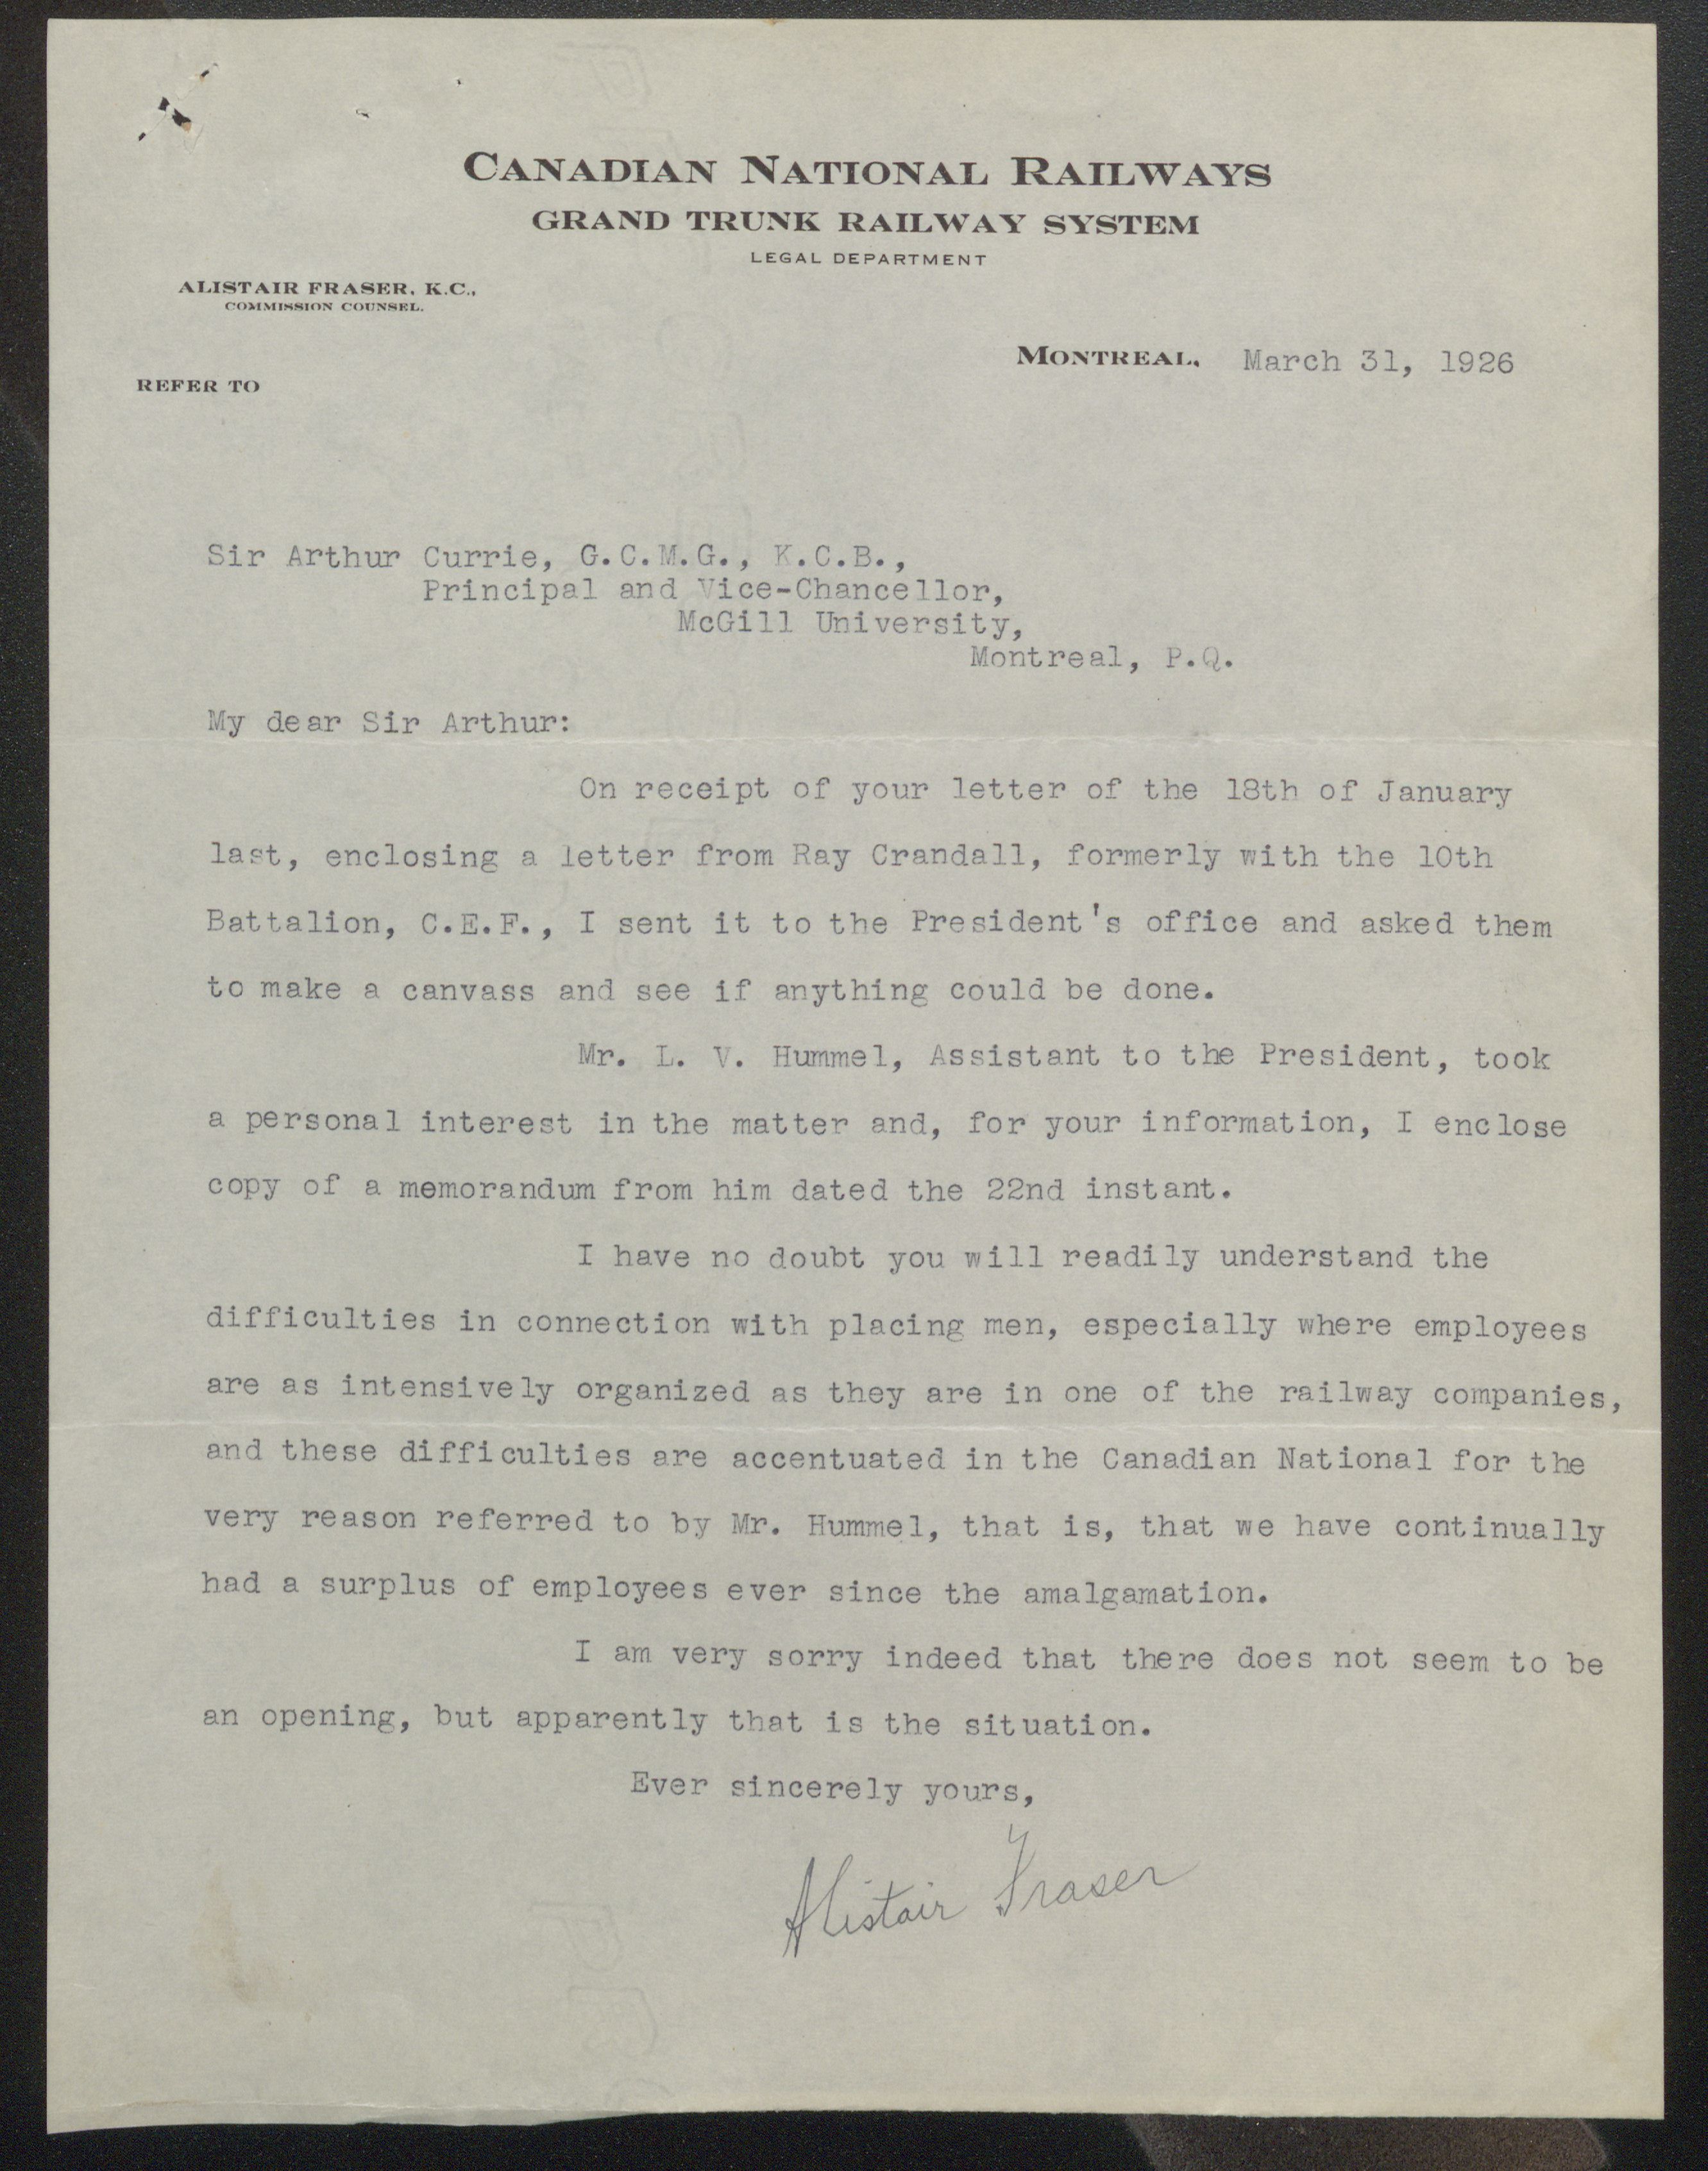 CANADIAN NATIONAL RAILWAYS
GRAND TRUNK RAILWAY SYSTEM
LEGAL DEPARTMENT
ALISTAIR FRASER, K.C.,
COMMISSION COUNSEL.
MONTREAL, March 31, 1926
REFER TO
Sir Arthur Currie, G.C.M.G., K.C.B.,
Principal and Vice-Chancellor,
McGill University,
Montreal, P.Q.
My dear Sir Arthur:
On receipt of your letter of the 18th of January
last, enclosing a letter from Ray Crandall, formerly with the 10th
Battalion, C.E.F., I sent it to the President's office and asked them
to make a canvass and see if anything could be done.
Mr. L. V. Hummel, Assistant to the President, took
a personal interest in the matter and, for your information, I enclose
copy of a memorandum from him dated the 22nd instant.
I have no doubt you will readily understand the
difficulties in connection with placing men, especially where employees
are as intensively organized as they are in one of the railway companies,
and these difficulties are accentuated in the Canadian National for the
very reason referred to by Mr. Hummel, that is, that we have continually
had a surplus of employees ever since the amalgamation.
I am very sorry indeed that there does not seem to be
an opening, but apparently that is the situation.
Ever sincerely yours,
Alistair Fraser